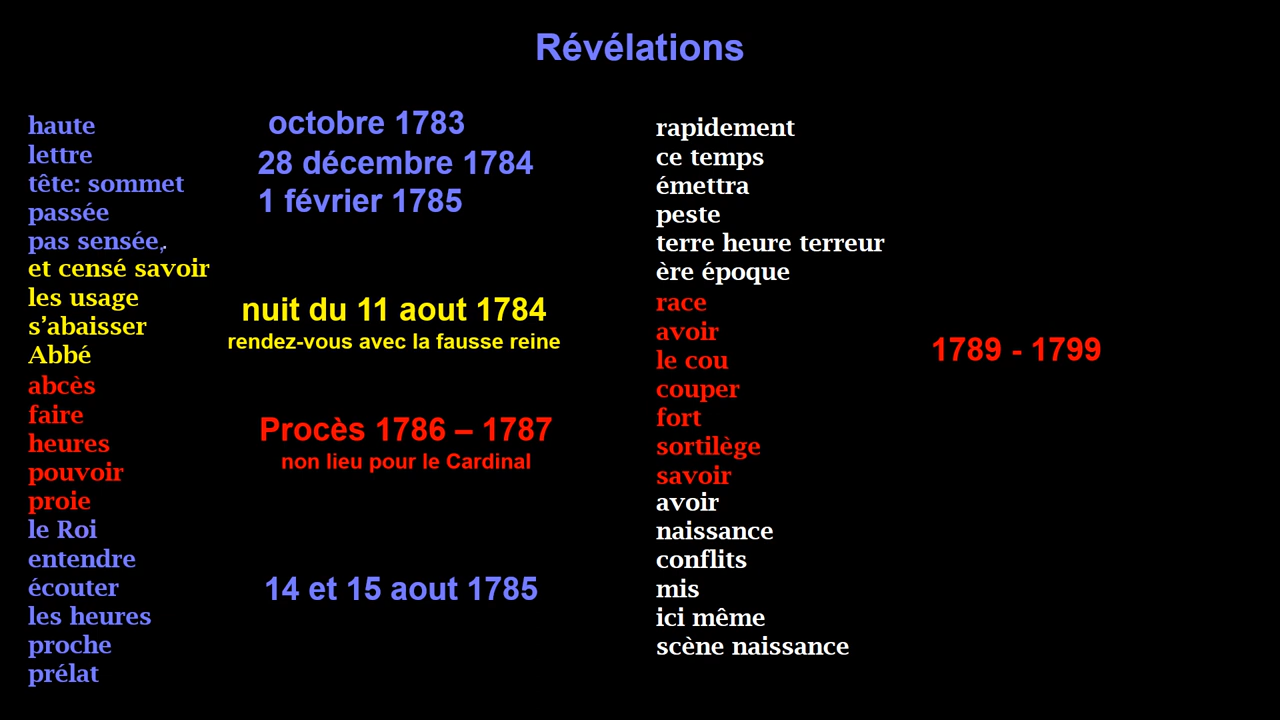 Révélations
haute
lettre
tête: sommet
passée
pas sensée,.
et censé savoir
les usage
s’abaisser
Abbé
abcès
faire
heures
pouvoir
proie
le Roi
entendre
écouter
les heures
proche
prélat
octobre 1783
28 décembre 1784
1 février 1785
nuit du 11 aout 1784
rendez-vous avec la fausse reine
Procès 1786 – 1787
non lieu pour le Cardinal
14 et 15 aout 1785
rapidement
ce temps
émettra
peste
terre heure terreur
ère époque
race
avoir
le cou
couper
fort
sortilège
savoir
avoir
naissance
conflits
mis
ici même
scène naissance
1789 - 1799